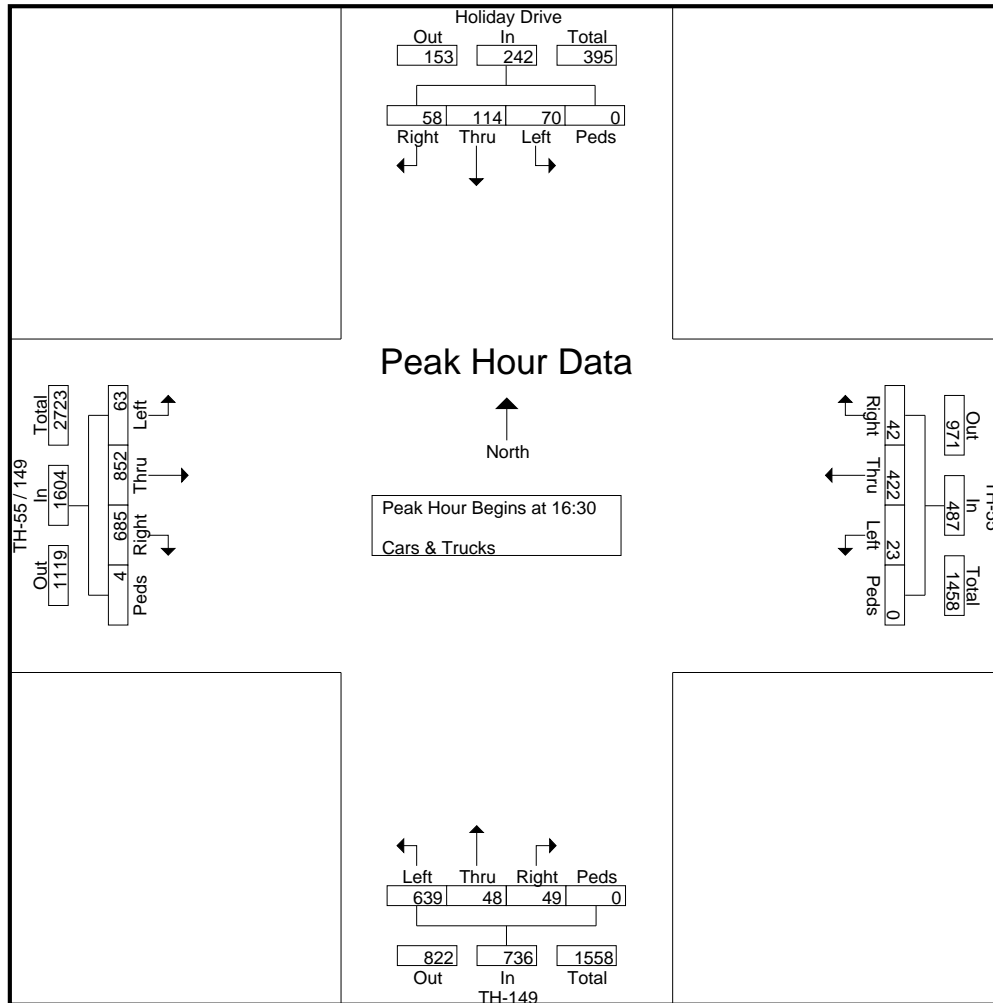 Holiday Drive
Out In Total
153 242 395
58 114 70 0
Right Thru Left Peds
Peak Hour Data
North
Peak Hour Begins at 16:30
Cars & Trucks
TH-55 / 149
Total In Out
2723 1604 1119
63 852 685 4
Left Thru Right Peds
Right Thru Left Peds
42 422 23 0
Out In Total
971 487 1458
Left Thru Right Peds
639 48 49 0
822 736 1558
Out In Total
TH-149